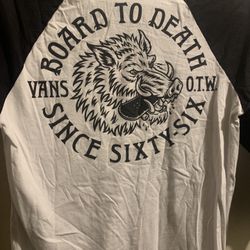 BOARD TO DEATH
VANS
O.T.W.
SINCE SIXTY-SIX